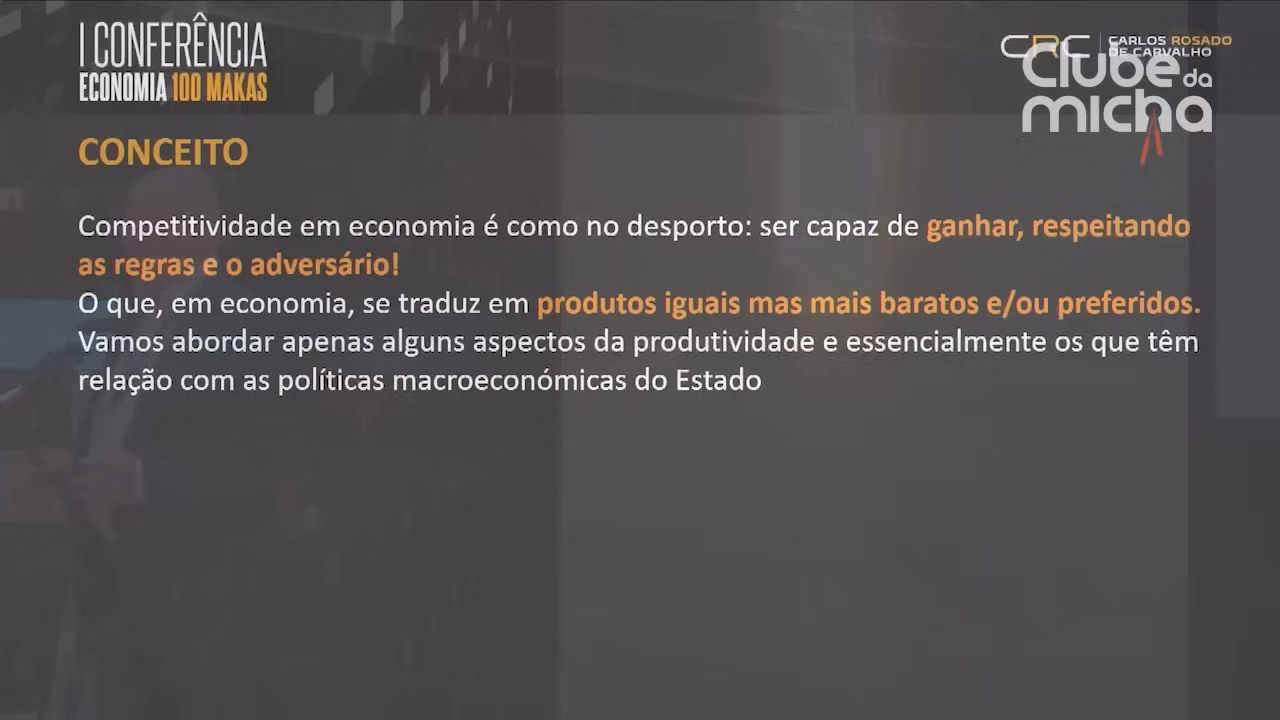 I CONFERÊNCIA
ECONOMIA 100 MAKAS
CRC CARLOS ROSADO
DE CARVALHO
Clube da
micha
CONCEITO
Competitividade em economia é como no desporto: ser capaz de ganhar, respeitando
as regras e o adversário!
O que, em economia, se traduz em produtos iguais mas mais baratos e/ou preferidos.
Vamos abordar apenas alguns aspectos da produtividade e essencialmente os que têm
relação com as políticas macroeconómicas do Estado